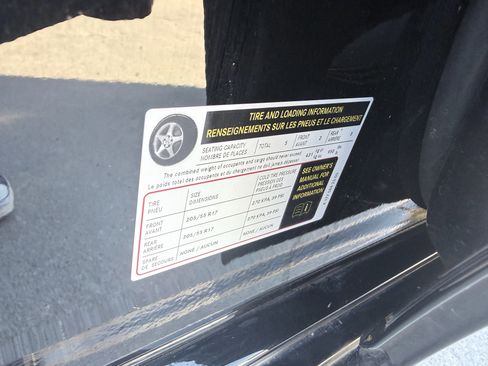 TIRE AND LOADING INFORMATION
RENSEIGNEMENTS SUR LES PNEUS ET LE CHARGEMENT
SEATING CAPACITY
NOMBRE DE PLACES
TOTAL 5
FRONT
AVANT 2
REAR
ARRIÈRE
The combined weight of occupants and cargo should never exceed
Le poids total des occupants et du chargement ne doit jamais dépasser
kg or
kg ou
TIRE
PNEU
SIZE
DIMENSIONS
COLD TIRE PRESSURE
PRESSION DES
PNEUS À FROID
FRONT
AVANT
205/55 R17
270 KPA, 39 PSI
REAR
ARRIÈRE
205/55 R17
270 KPA, 39 PSI
SPARE
DE SECOURS
NONE / AUCUN
NONE / AUCUN
SEE OWNER'S
MANUAL FOR
ADDITIONAL
INFORMATION